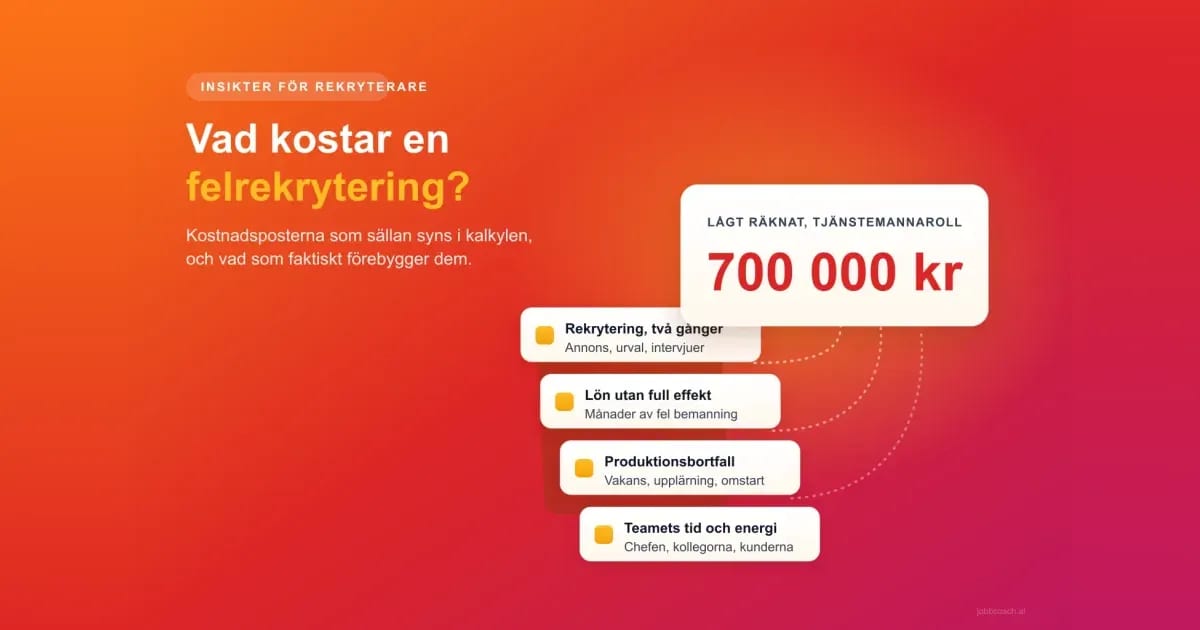 INSIKTER FÖR REKRYTERARE
Vad kostar en
felrekrytering?
Kostnadsposterna som sällan syns i kalkylen,
och vad som faktiskt förebygger dem.
LÅGT RÄKNAT, TJÄNSTEMANNAROLL
700 000 kr
Rekrytering, två gånger
Annons, urval, intervjuer
Lön utan full effekt
Månader av fel bemanning
Produktionsbortfall
Vakans, upplärning, omstart
Teamets tid och energi
Chefen, kollegorna, kunderna
jobbcoach.ai